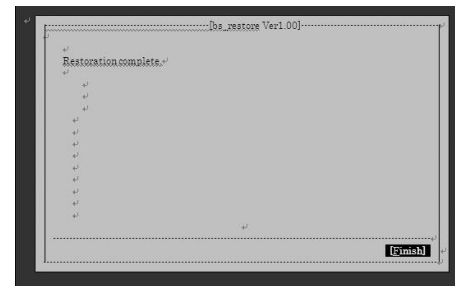 [bs_restore Ver1.00]
Restoration complete.
[Finish]